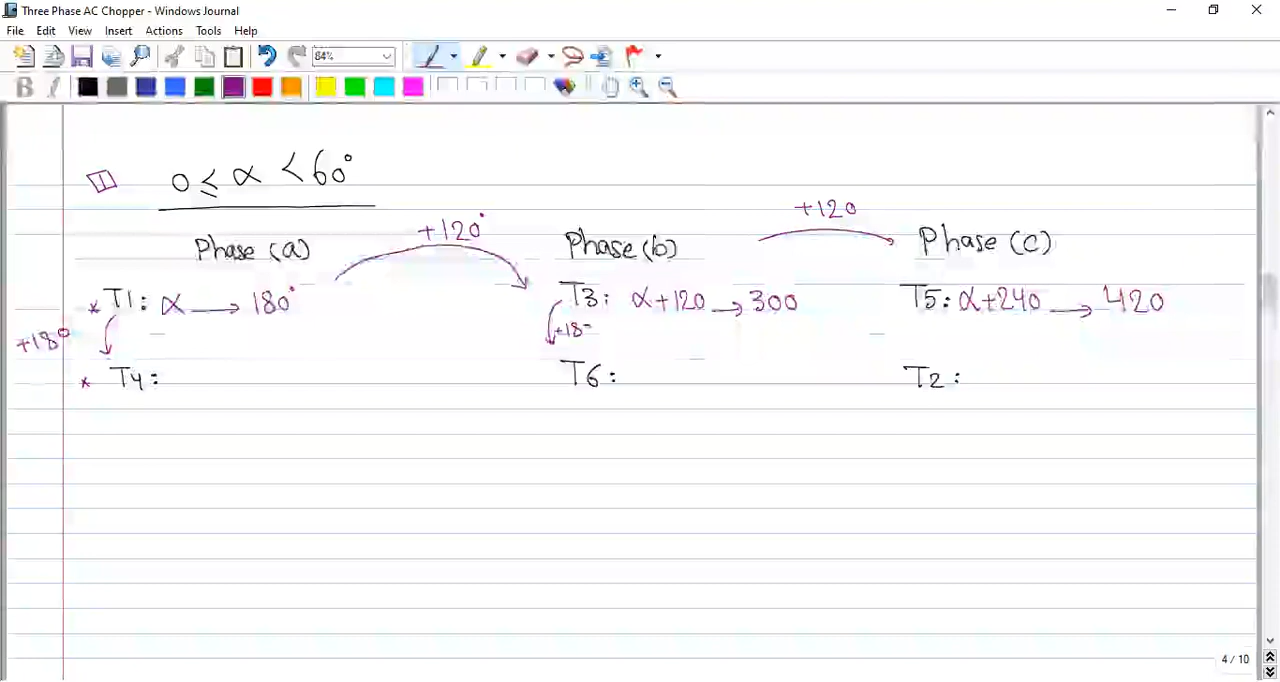 Three Phase AC Chopper - Windows Journal
File Edit View Insert Actions Tools Help
84%
B I
II 0 ≤ α < 60°
Phase (a) +120° Phase (b) +120 Phase (c)
* T1: α → 180° T3: α+120 → 300 T5: α+240 → 420
+180 +18-
* T4: T6: T2:
4 / 10